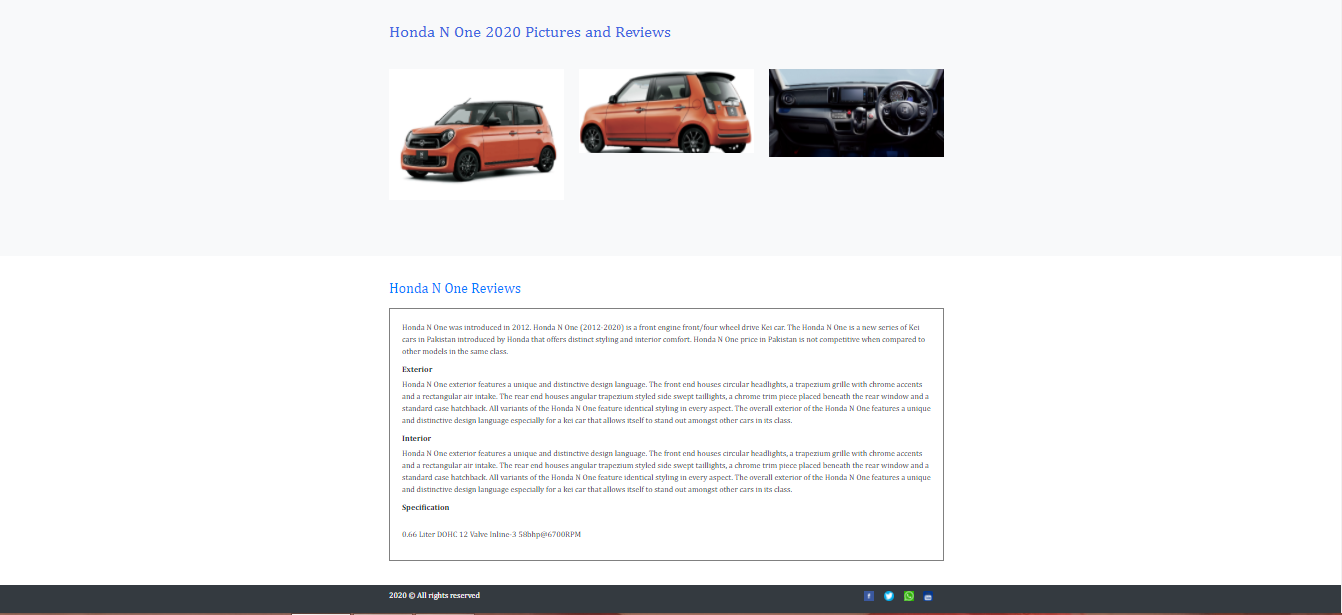 Honda N One 2020 Pictures and Reviews
Honda N One Reviews
Honda N One was introduced in 2012. Honda N One (2012-2020) is a front engine front/four wheel drive Kei car. The Honda N One is a new series of Kei
cars in Pakistan introduced by Honda that offers distinct styling and interior comfort. Honda N One price in Pakistan is not competitive when compared to
other models in the same class.
Exterior
Honda N One exterior features a unique and distinctive design language. The front end houses circular headlights, a trapezium grille with chrome accents
and a rectangular air intake. The rear end houses angular trapezium styled side swept taillights, a chrome trim piece placed beneath the rear window and a
standard case hatchback. All variants of the Honda N One feature identical styling in every aspect. The overall exterior of the Honda N One features a unique
and distinctive design language especially for a kei car that allows itself to stand out amongst other cars in its class.
Interior
Honda N One exterior features a unique and distinctive design language. The front end houses circular headlights, a trapezium grille with chrome accents
and a rectangular air intake. The rear end houses angular trapezium styled side swept taillights, a chrome trim piece placed beneath the rear window and a
standard case hatchback. All variants of the Honda N One feature identical styling in every aspect. The overall exterior of the Honda N One features a unique
and distinctive design language especially for a kei car that allows itself to stand out amongst other cars in its class.
Specification
0.66 Liter DOHC 12 Valve Inline-3 58bhp@6700RPM
2020 © All rights reserved